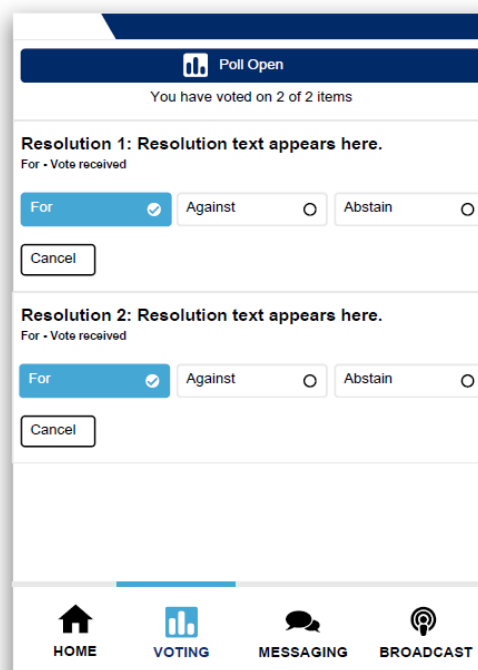 Poll Open
You have voted on 2 of 2 items
Resolution 1: Resolution text appears here.
For - Vote received
For Against Abstain
Cancel
Resolution 2: Resolution text appears here.
For - Vote received
For Against Abstain
Cancel
HOME VOTING MESSAGING BROADCAST